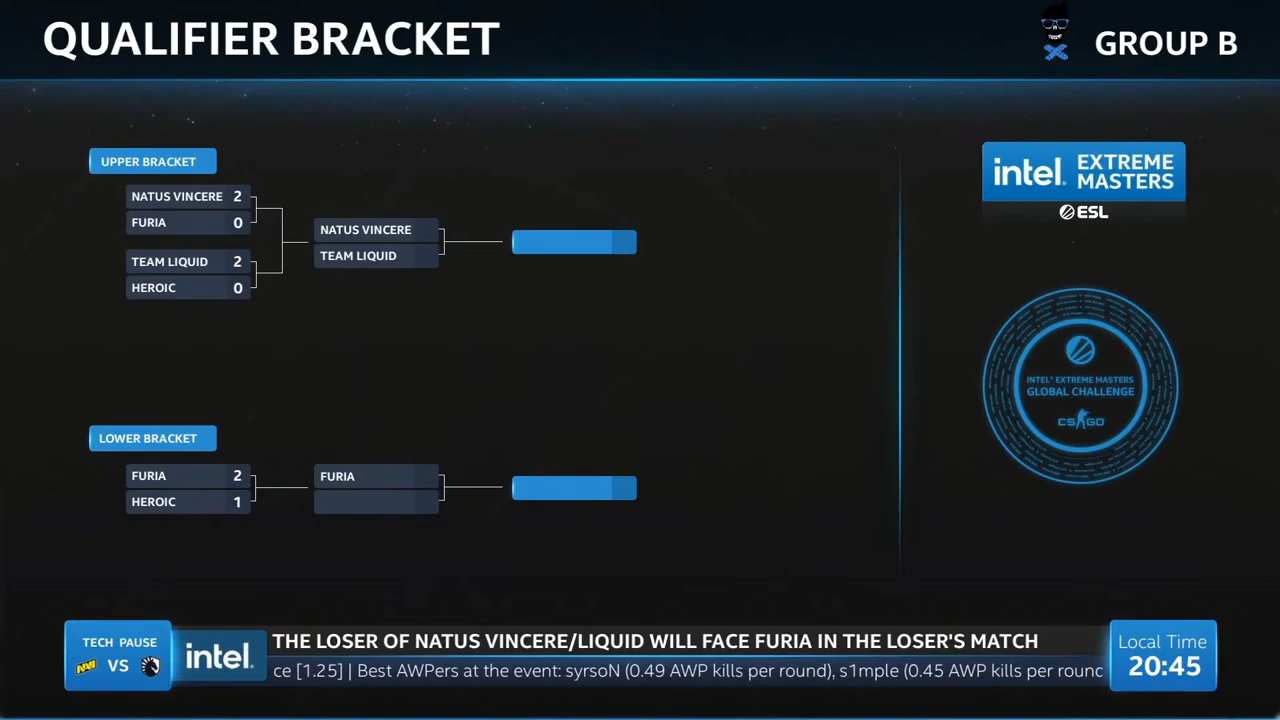 QUALIFIER BRACKET
GROUP B
UPPER BRACKET
NATUS VINCERE 2
FURIA 0
TEAM LIQUID 2
HEROIC 0
NATUS VINCERE
TEAM LIQUID
LOWER BRACKET
FURIA 2
HEROIC 1
FURIA
intel. EXTREME MASTERS
ESL
INTEL® EXTREME MASTERS
GLOBAL CHALLENGE
CS GO
TECH PAUSE
NAVI VS
intel.
THE LOSER OF NATUS VINCERE/LIQUID WILL FACE FURIA IN THE LOSER'S MATCH
ce [1.25] | Best AWPers at the event: syrsoN (0.49 AWP kills per round), s1mple (0.45 AWP kills per round
Local Time
20:45